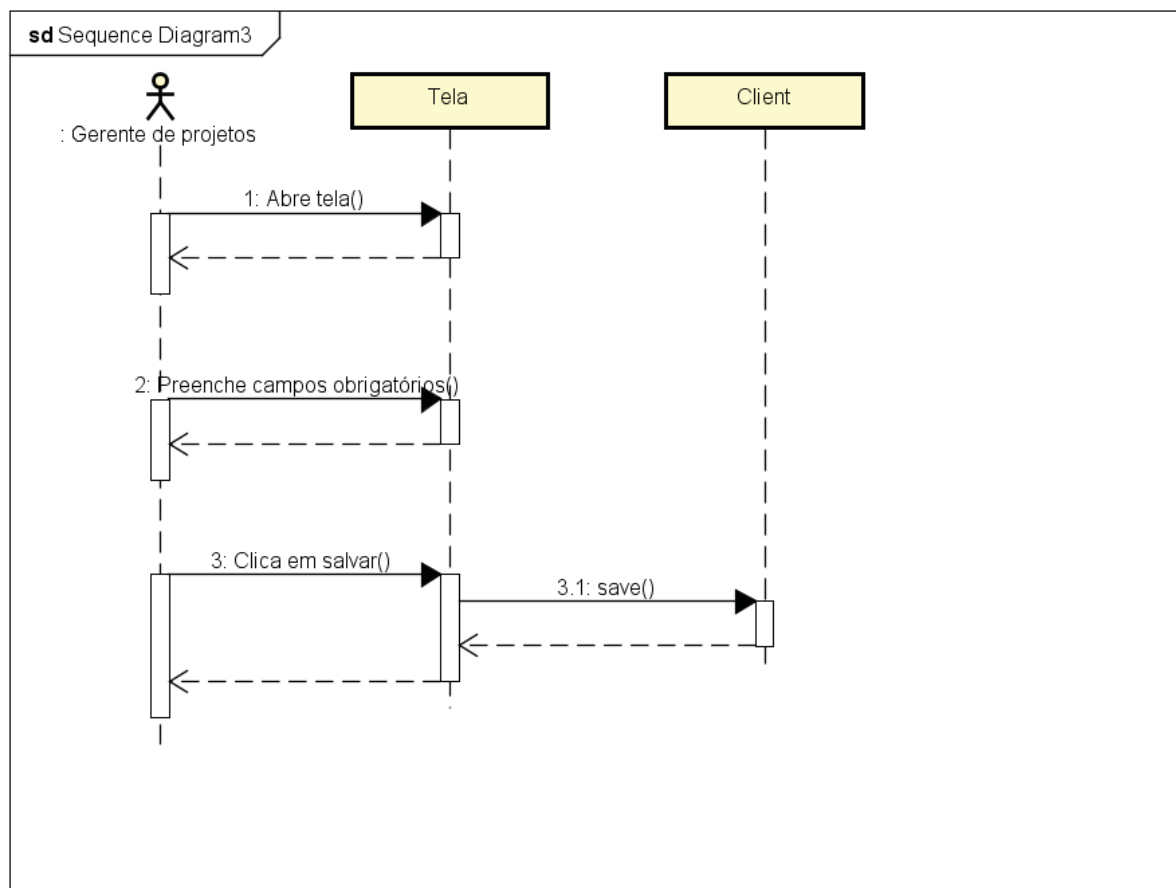 sd Sequence Diagram3
Tela
Client
: Gerente de projetos
1: Abre tela()
2: Preenche campos obrigatórios()
3: Clica em salvar()
3.1: save()